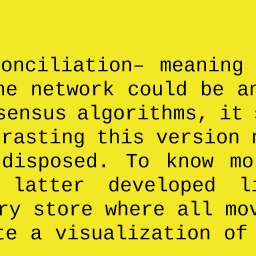 onciliation– meaning
ne network could be an
sensus algorithms, it
rasting this version
disposed. To know mo
latter developed li
ry store where all mov
te a visualization of